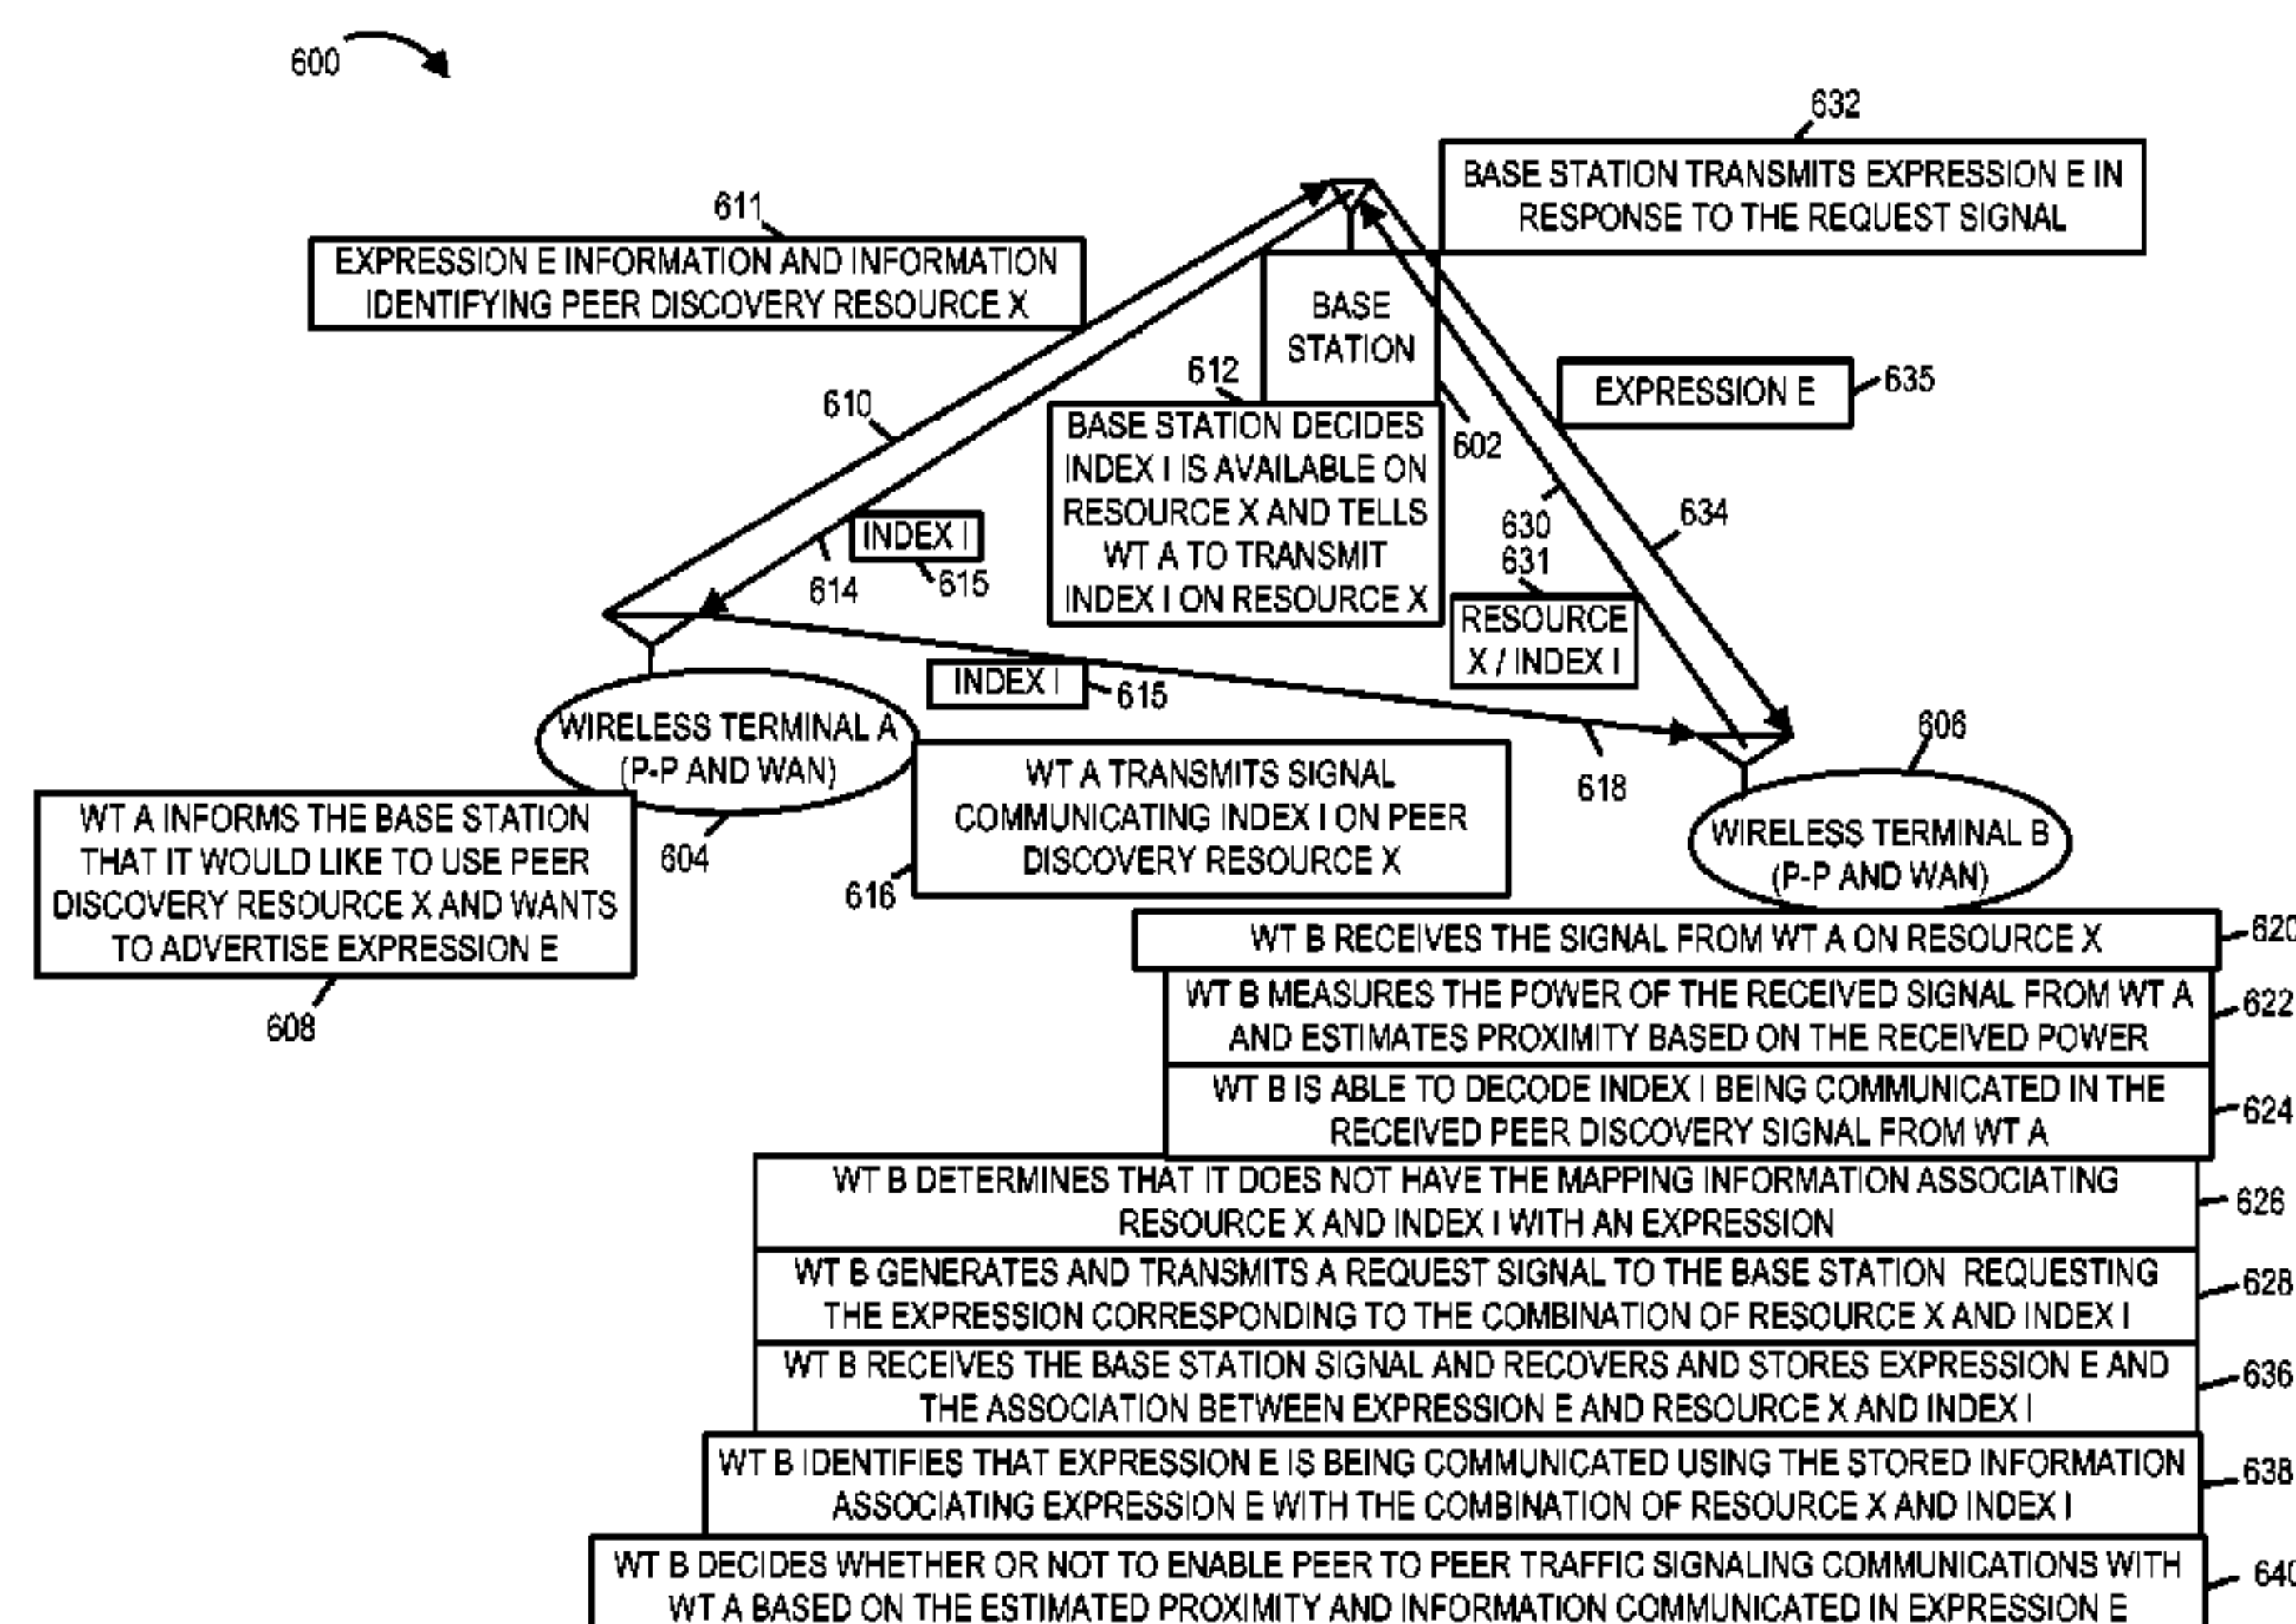 600
632
BASE STATION TRANSMITS EXPRESSION E IN
RESPONSE TO THE REQUEST SIGNAL
611
EXPRESSION E INFORMATION AND INFORMATION
IDENTIFYING PEER DISCOVERY RESOURCE X
BASE
STATION
602
610
612
BASE STATION DECIDES
INDEX I IS AVAILABLE ON
RESOURCE X AND TELLS
WT A TO TRANSMIT
INDEX I ON RESOURCE X
EXPRESSION E
635
INDEX I
615
614
630
634
631
RESOURCE
X / INDEX I
INDEX I
615
618
WIRELESS TERMINAL A
(P-P AND WAN)
604
WT A INFORMS THE BASE STATION
THAT IT WOULD LIKE TO USE PEER
DISCOVERY RESOURCE X AND WANTS
TO ADVERTISE EXPRESSION E
608
WT A TRANSMITS SIGNAL
COMMUNICATING INDEX I ON PEER
DISCOVERY RESOURCE X
616
606
WIRELESS TERMINAL B
(P-P AND WAN)
WT B RECEIVES THE SIGNAL FROM WT A ON RESOURCE X
620
WT B MEASURES THE POWER OF THE RECEIVED SIGNAL FROM WT A
AND ESTIMATES PROXIMITY BASED ON THE RECEIVED POWER
622
WT B IS ABLE TO DECODE INDEX I BEING COMMUNICATED IN THE
RECEIVED PEER DISCOVERY SIGNAL FROM WT A
624
WT B DETERMINES THAT IT DOES NOT HAVE THE MAPPING INFORMATION ASSOCIATING
RESOURCE X AND INDEX I WITH AN EXPRESSION
626
WT B GENERATES AND TRANSMITS A REQUEST SIGNAL TO THE BASE STATION REQUESTING
THE EXPRESSION CORRESPONDING TO THE COMBINATION OF RESOURCE X AND INDEX I
628
WT B RECEIVES THE BASE STATION SIGNAL AND RECOVERS AND STORES EXPRESSION E AND
THE ASSOCIATION BETWEEN EXPRESSION E AND RESOURCE X AND INDEX I
636
WT B IDENTIFIES THAT EXPRESSION E IS BEING COMMUNICATED USING THE STORED INFORMATION
ASSOCIATING EXPRESSION E WITH THE COMBINATION OF RESOURCE X AND INDEX I
638
WT B DECIDES WHETHER OR NOT TO ENABLE PEER TO PEER TRAFFIC SIGNALING COMMUNICATIONS WITH
WT A BASED ON THE ESTIMATED PROXIMITY AND INFORMATION COMMUNICATED IN EXPRESSION E
640